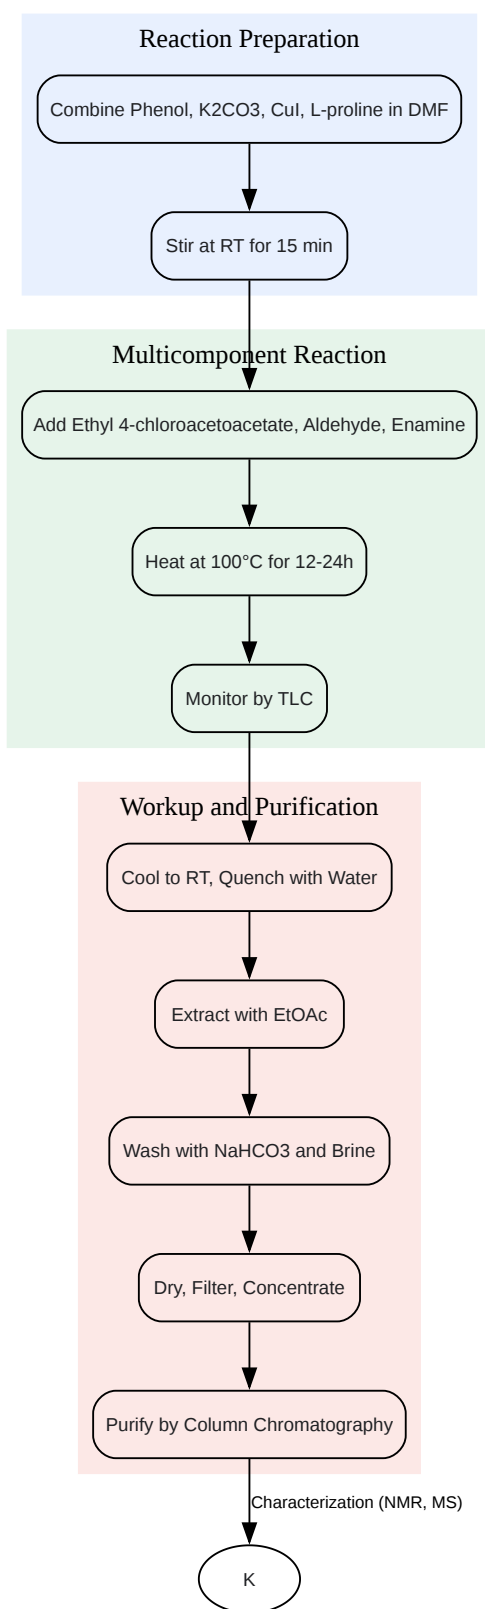 Reaction Preparation
Combine Phenol, K2CO3, CuI, L-proline in DMF
Stir at RT for 15 min
Multicomponent Reaction
Add Ethyl 4-chloroacetoacetate, Aldehyde, Enamine
Heat at 100°C for 12-24h
Monitor by TLC
Workup and Purification
Cool to RT, Quench with Water
Extract with EtOAc
Wash with NaHCO3 and Brine
Dry, Filter, Concentrate
Purify by Column Chromatography
Characterization (NMR, MS)
K